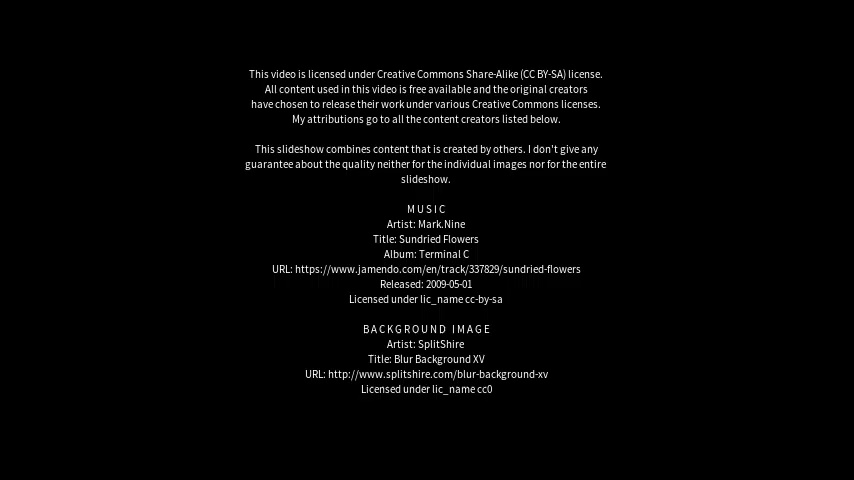 This video is licensed under Creative Commons Share-Alike (CC BY-SA) license.
All content used in this video is free available and the original creators
have chosen to release their work under various Creative Commons licenses.
My attributions go to all the content creators listed below.
This slideshow combines content that is created by others. I don't give any
guarantee about the quality neither for the individual images nor for the entire
slideshow.
MUSIC
Artist: Mark.Nine
Title: Sundried Flowers
Album: Terminal C
URL: https://www.jamendo.com/en/track/337829/sundried-flowers
Released: 2009-05-01
Licensed under lic_name cc-by-sa
BACKGROUND IMAGE
Artist: SplitShire
Title: Blur Background XV
URL: http://www.splitshire.com/blur-background-xv
Licensed under lic_name cc0